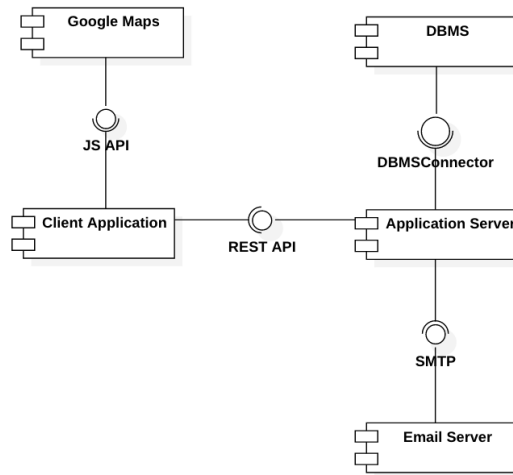 Google Maps
DBMS
JS API
DBMSConnector
Client Application
REST API
Application Server
SMTP
Email Server